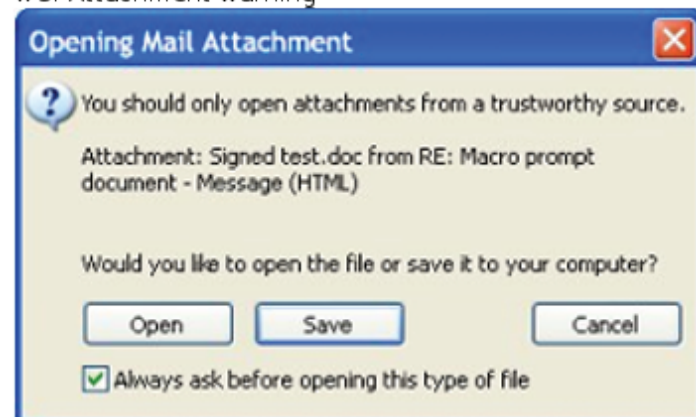 Attachment warning
Opening Mail Attachment
You should only open attachments from a trustworthy source.
Attachment: Signed test.doc from RE: Macro prompt
document - Message (HTML)
Would you like to open the file or save it to your computer?
Open Save Cancel
Always ask before opening this type of file